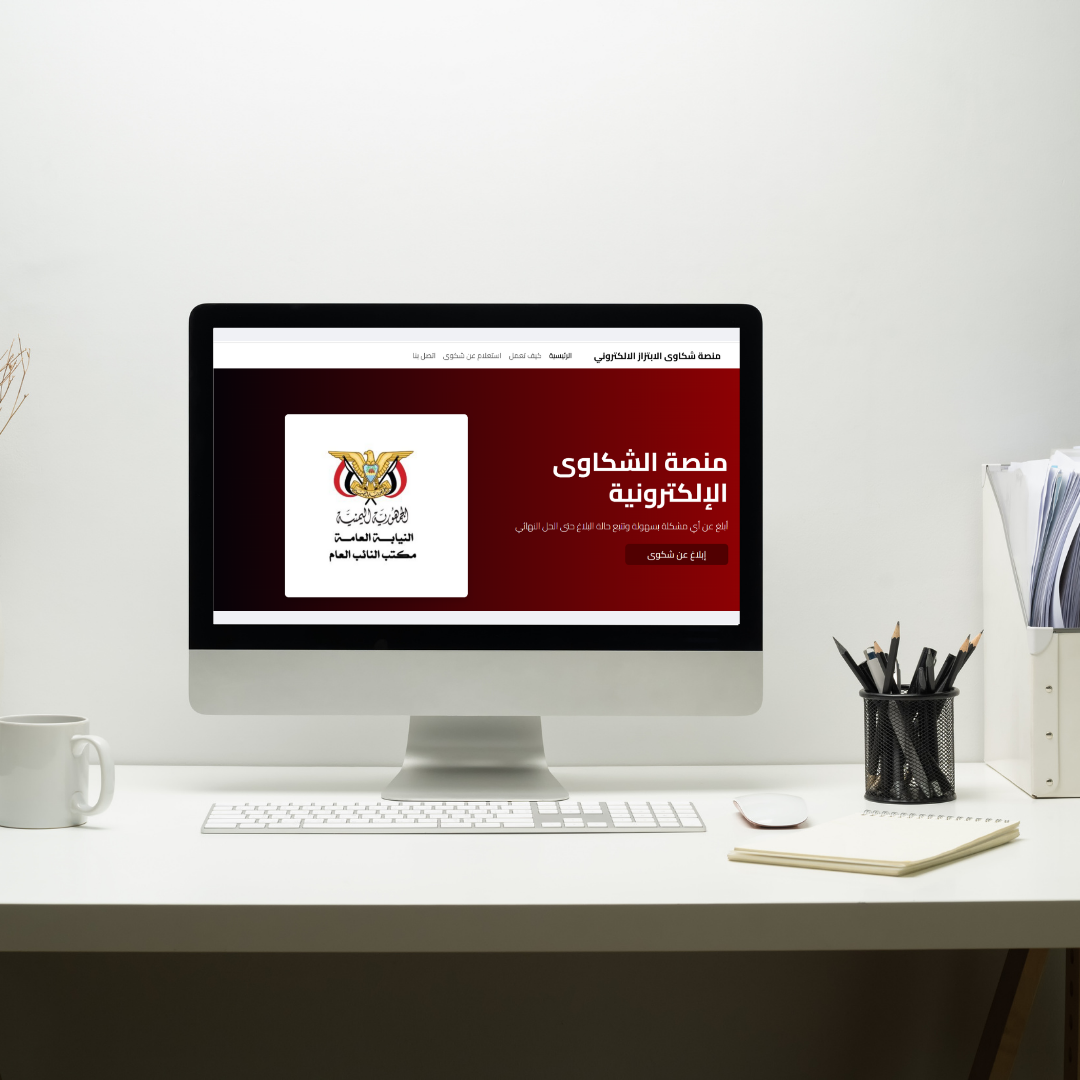 منصة شكاوى الابتزاز الالكتروني
الرئيسية كيف تعمل استعلام عن شكوى اتصل بنا
منصة الشكاوى
الإلكترونية
أبلغ عن أي مشكلة بسهولة وتتبع حالة البلاغ حتى الحل النهائي
إبلاغ عن شكوى
الجمهورية اليمنية
النيابة العامة
مكتب النائب العام